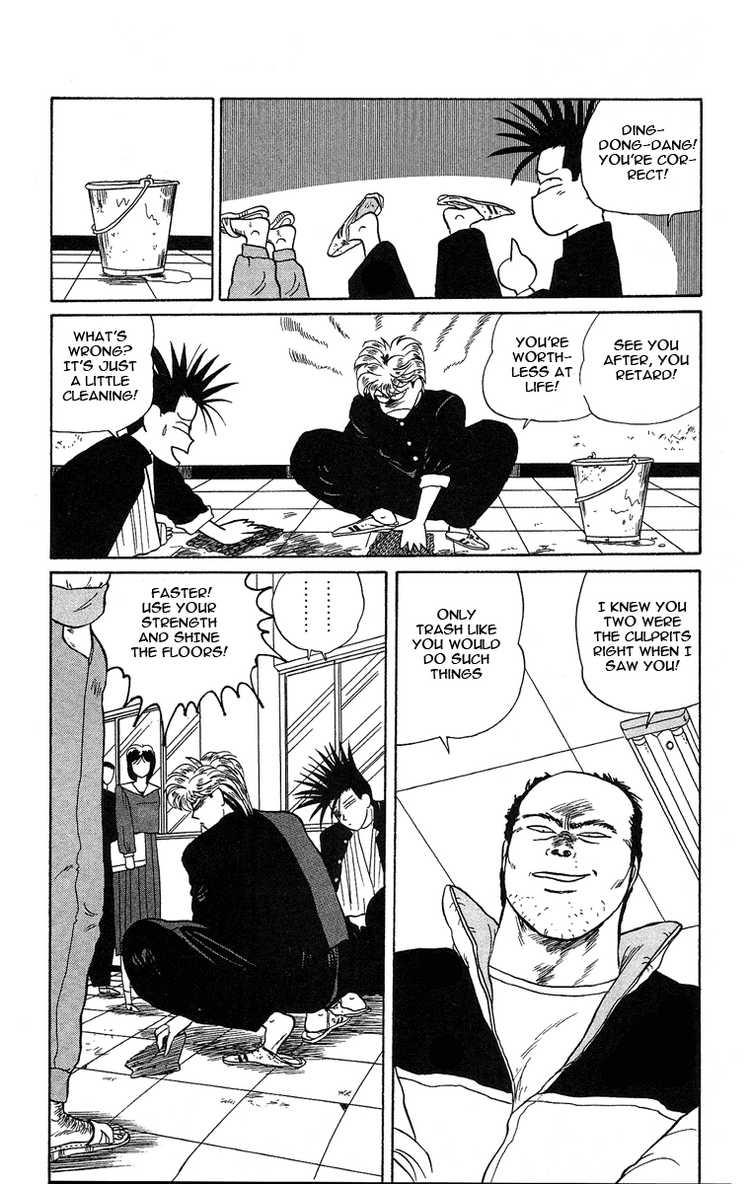 DING-
DONG-DANG!
YOU'RE COR-
RECT!
SEE YOU
AFTER, YOU
RETARD!
YOU'RE
WORTH-
LESS AT
LIFE!
WHAT'S
WRONG?
IT'S JUST
A LITTLE
CLEANING!
I KNEW YOU
TWO WERE
THE CULPRITS
RIGHT WHEN I
SAW YOU!
ONLY
TRASH LIKE
YOU WOULD
DO SUCH
THINGS
FASTER!
USE YOUR
STRENGTH
AND SHINE
THE FLOORS!